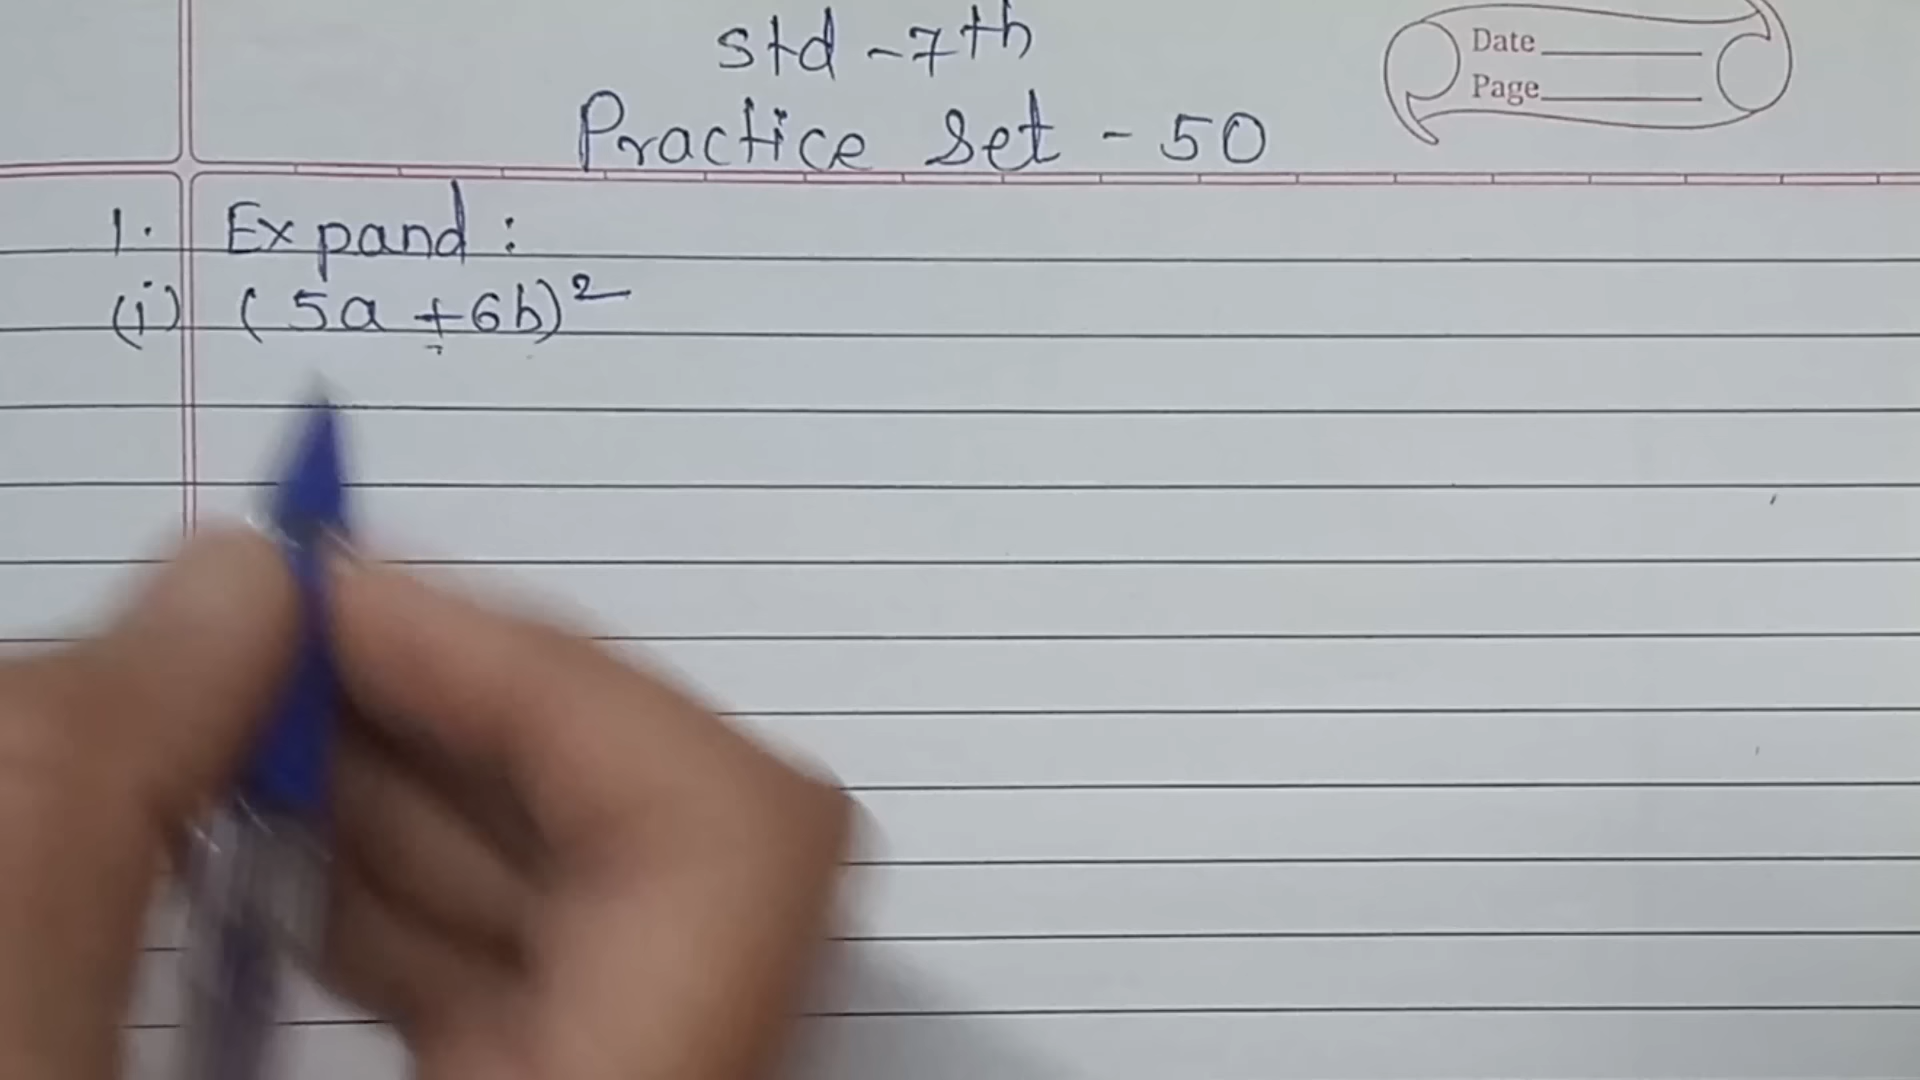 std - 7th
Date
Page
Practice Set - 50
1. Expand :
(i) (5a + 6b)²